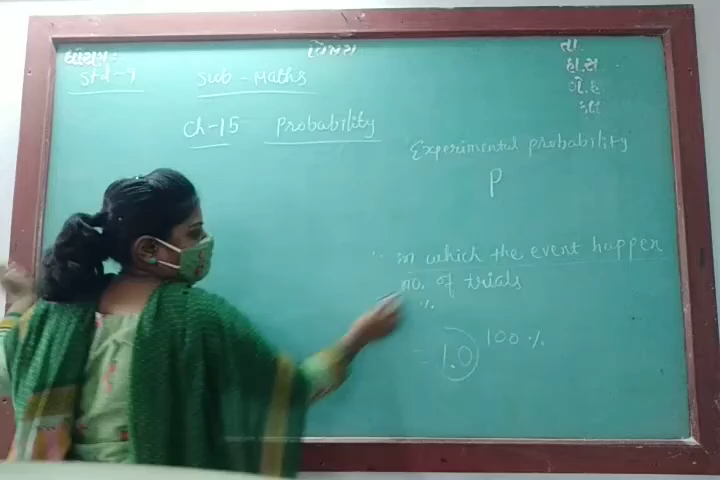 ધોરણ:
વિષય
તા
Std-9
Sub-Maths
હા.સ
ગે.હ
કુલ
Ch-15 Probability
Experimental probability
P
in which the event happen
no. of trials
%
1.0 100 %